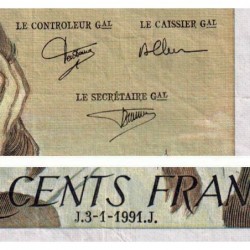 LE CONTROLEUR GAL LE CAISSIER GAL
LE SECRÉTAIRE GAL
CENTS FRAN
J.3-1-1991.J.